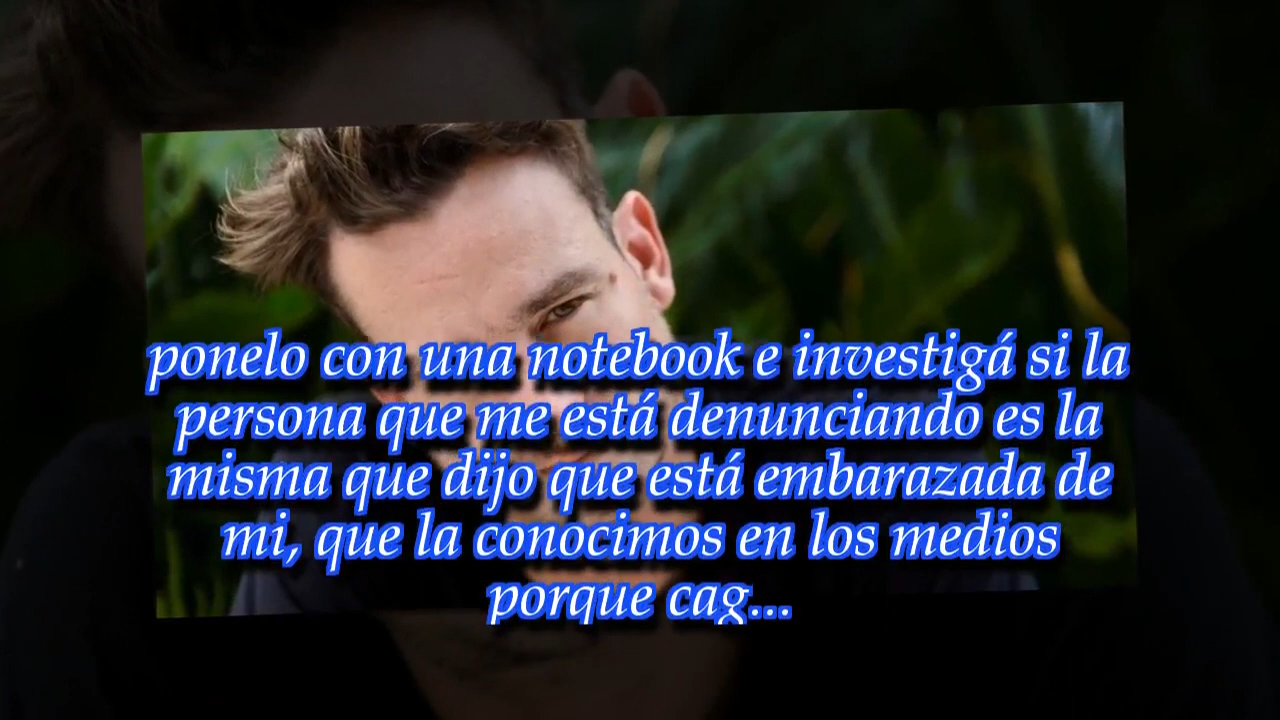 ponelo con una notebook e investigá si la
persona que me está denunciando es la
misma que dijo que está embarazada de
mi, que la conocimos en los medios
porque cag...